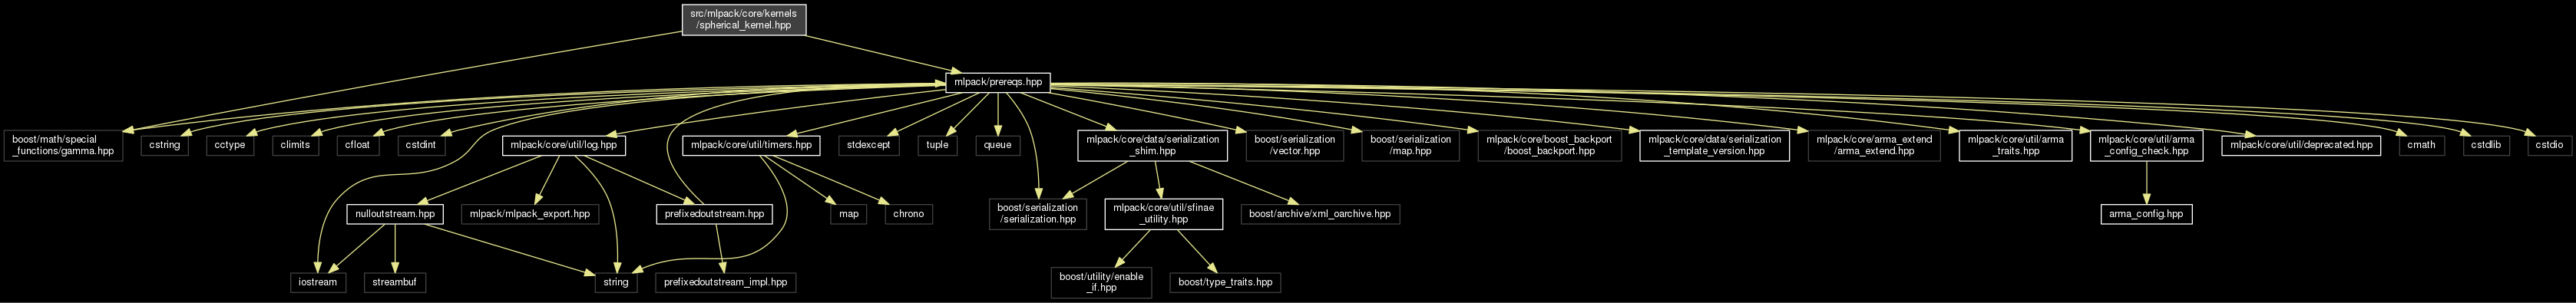 src/mlpack/core/kernels
/spherical_kernel.hpp
mlpack/prereqs.hpp
boost/math/special
_functions/gamma.hpp
cstring
cctype
climits
cfloat
cstdint
mlpack/core/util/log.hpp
mlpack/core/util/timers.hpp
stdexcept
tuple
queue
mlpack/core/data/serialization
_shim.hpp
boost/serialization
/vector.hpp
boost/serialization
/map.hpp
mlpack/core/boost_backport
/boost_backport.hpp
mlpack/core/data/serialization
_template_version.hpp
mlpack/core/arma_extend
/arma_extend.hpp
mlpack/core/util/arma
_traits.hpp
mlpack/core/util/arma
_config_check.hpp
mlpack/core/util/deprecated.hpp
cmath
cstdlib
cstdio
nulloutstream.hpp
mlpack/mlpack_export.hpp
prefixedoutstream.hpp
map
chrono
boost/serialization
/serialization.hpp
mlpack/core/util/sfinae
_utility.hpp
boost/archive/xml_oarchive.hpp
arma_config.hpp
iostream
streambuf
string
prefixedoutstream_impl.hpp
boost/utility/enable
_if.hpp
boost/type_traits.hpp